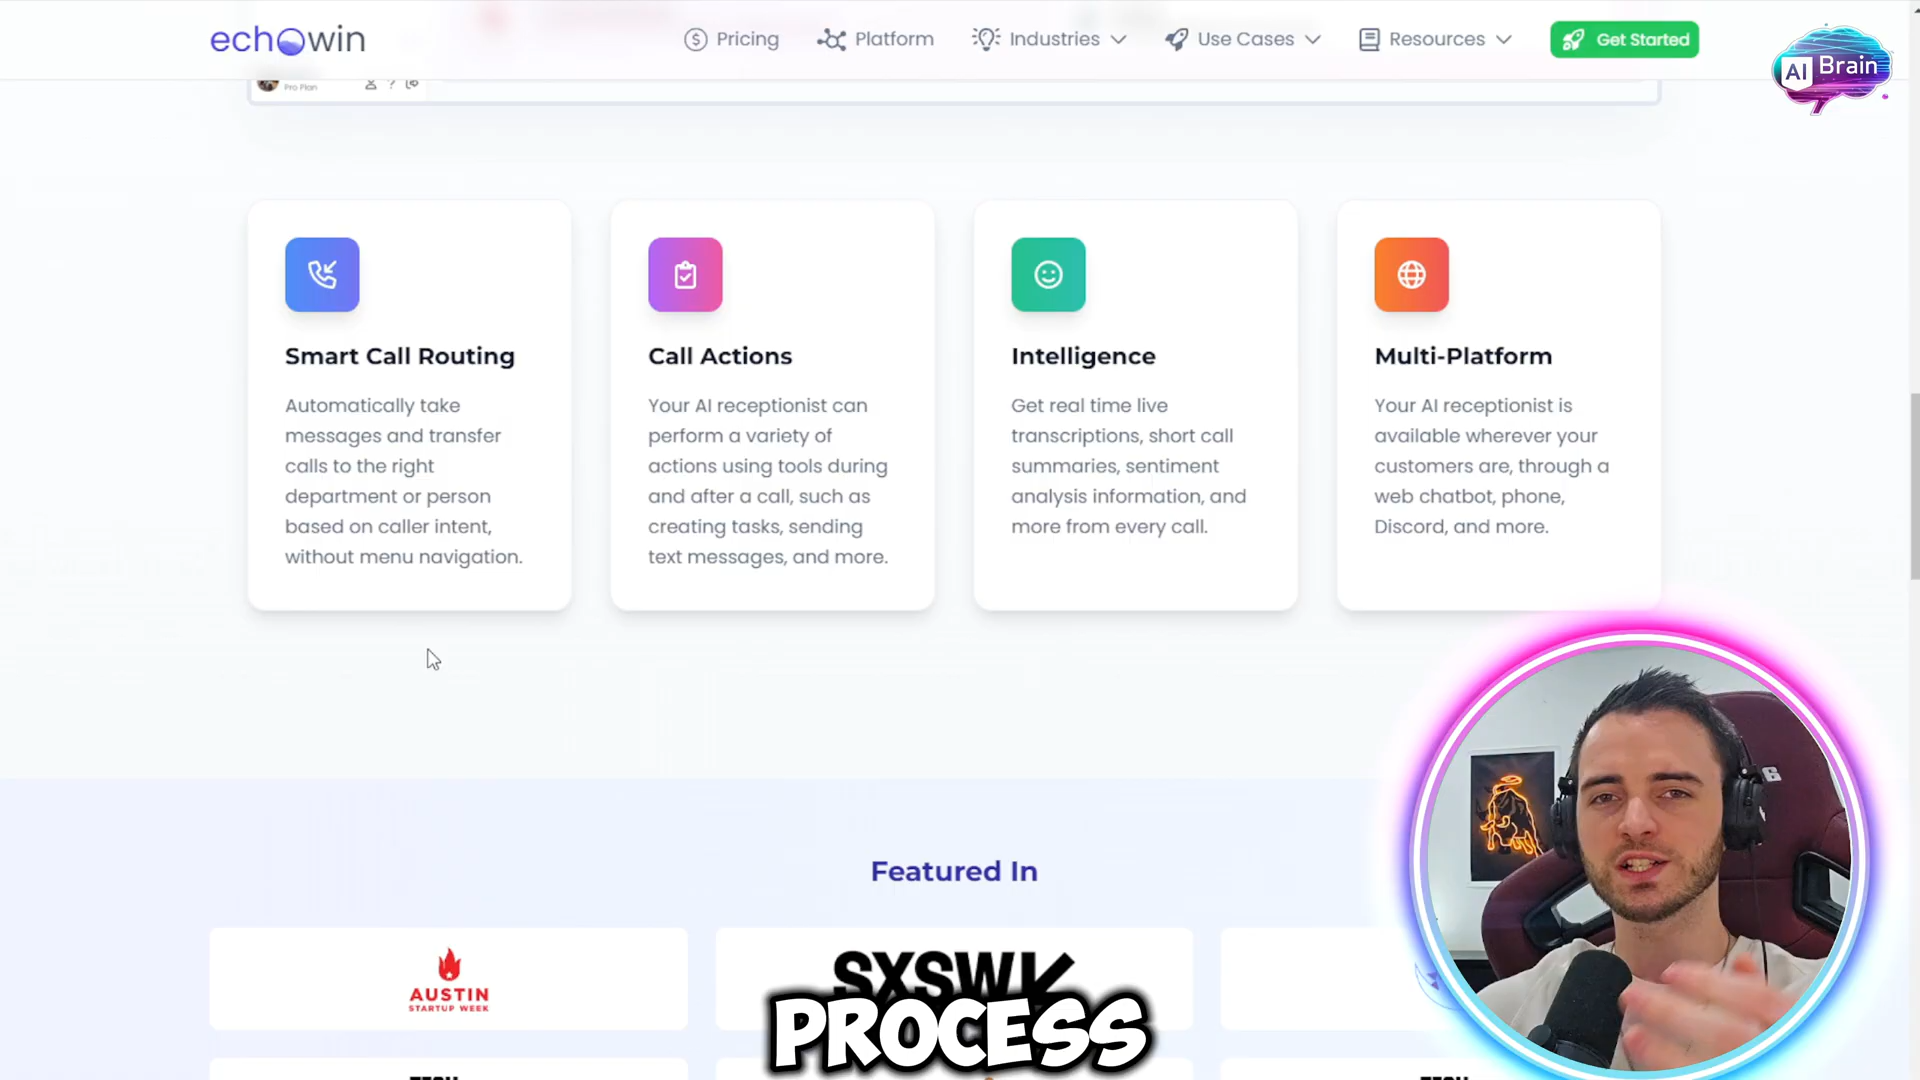 echowin
Pricing
Platform
Industries
Use Cases
Resources
Get Started
AI Brain
Pro Plan
?
Smart Call Routing
Automatically take
messages and transfer
calls to the right
department or person
based on caller intent,
without menu navigation.
Call Actions
Your AI receptionist can
perform a variety of
actions using tools during
and after a call, such as
creating tasks, sending
text messages, and more.
Intelligence
Get real time live
transcriptions, short call
summaries, sentiment
analysis information, and
more from every call.
Multi-Platform
Your AI receptionist is
available wherever your
customers are, through a
web chatbot, phone,
Discord, and more.
Featured In
AUSTIN
STARTUP WEEK
SXSW
PROCESS